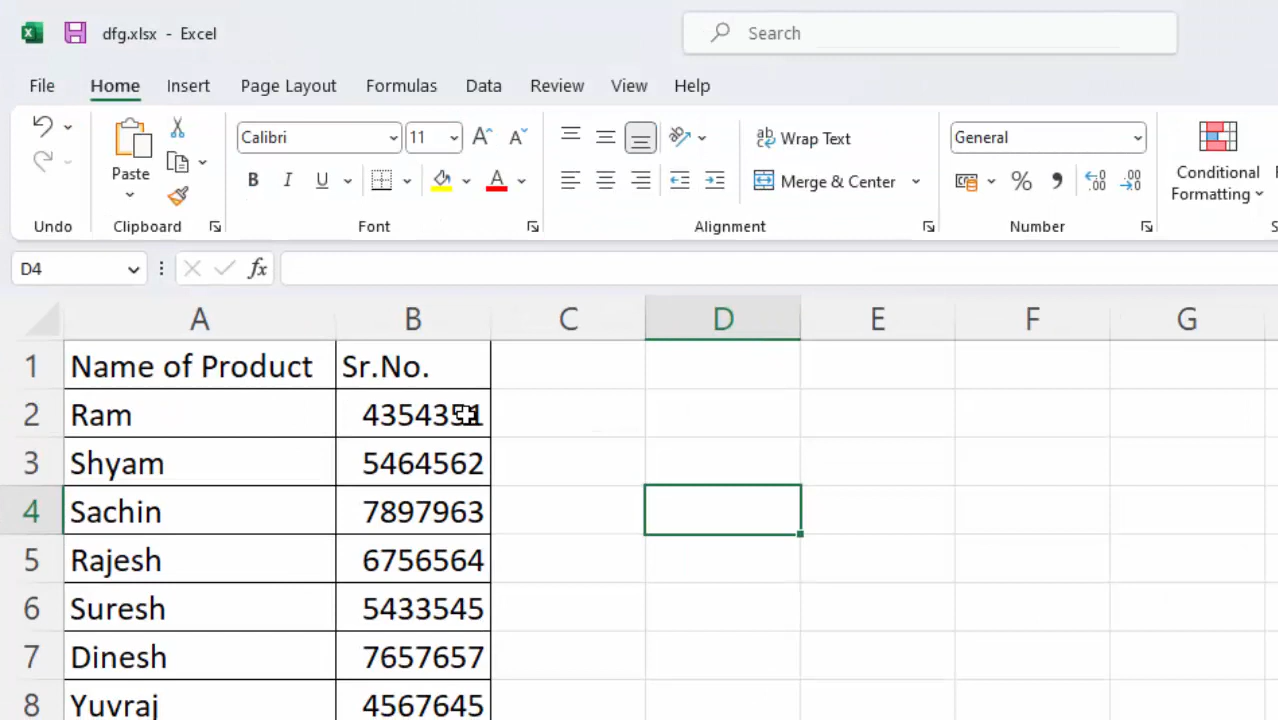 dfg.xlsx - Excel
Search
File Home Insert Page Layout Formulas Data Review View Help
Calibri 11 Wrap Text General
Paste B I U Merge & Center % Conditional Formatting
Undo Clipboard Font Alignment Number
D4 fx
A B C D E F G
1 Name of Product Sr.No.
2 Ram 4354351
3 Shyam 5464562
4 Sachin 7897963
5 Rajesh 6756564
6 Suresh 5433545
7 Dinesh 7657657
8 Yuvraj 4567645